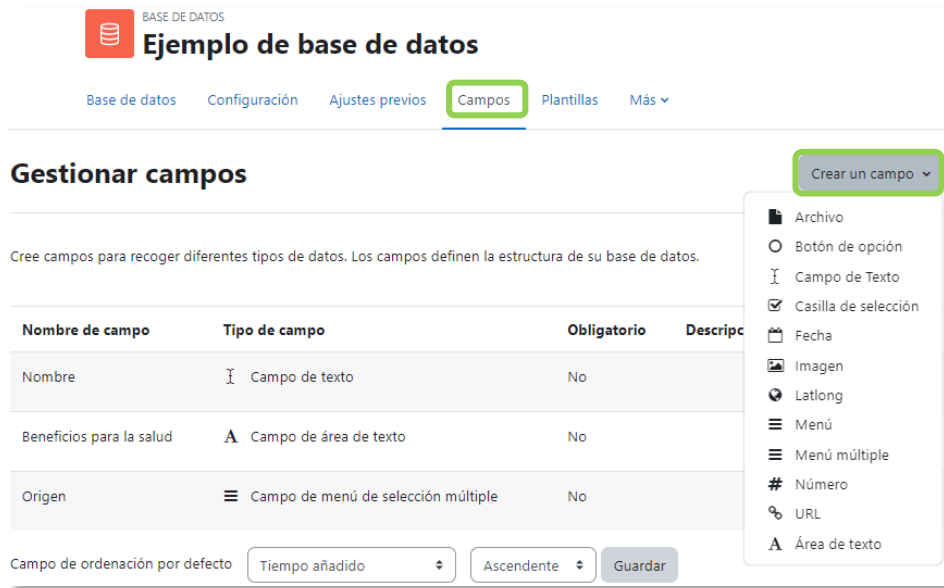 BASE DE DATOS
Ejemplo de base de datos
Base de datos Configuración Ajustes previos Campos Plantillas Más
Gestionar campos
Crear un campo
Archivo
Botón de opción
Campo de Texto
Casilla de selección
Fecha
Imagen
Latlong
Menú
Menú múltiple
Número
URL
Área de texto
Cree campos para recoger diferentes tipos de datos. Los campos definen la estructura de su base de datos.
Nombre de campo Tipo de campo Obligatorio Descripc
Nombre Campo de texto No
Beneficios para la salud Campo de área de texto No
Origen Campo de menú de selección múltiple No
Campo de ordenación por defecto Tiempo añadido Ascendente Guardar